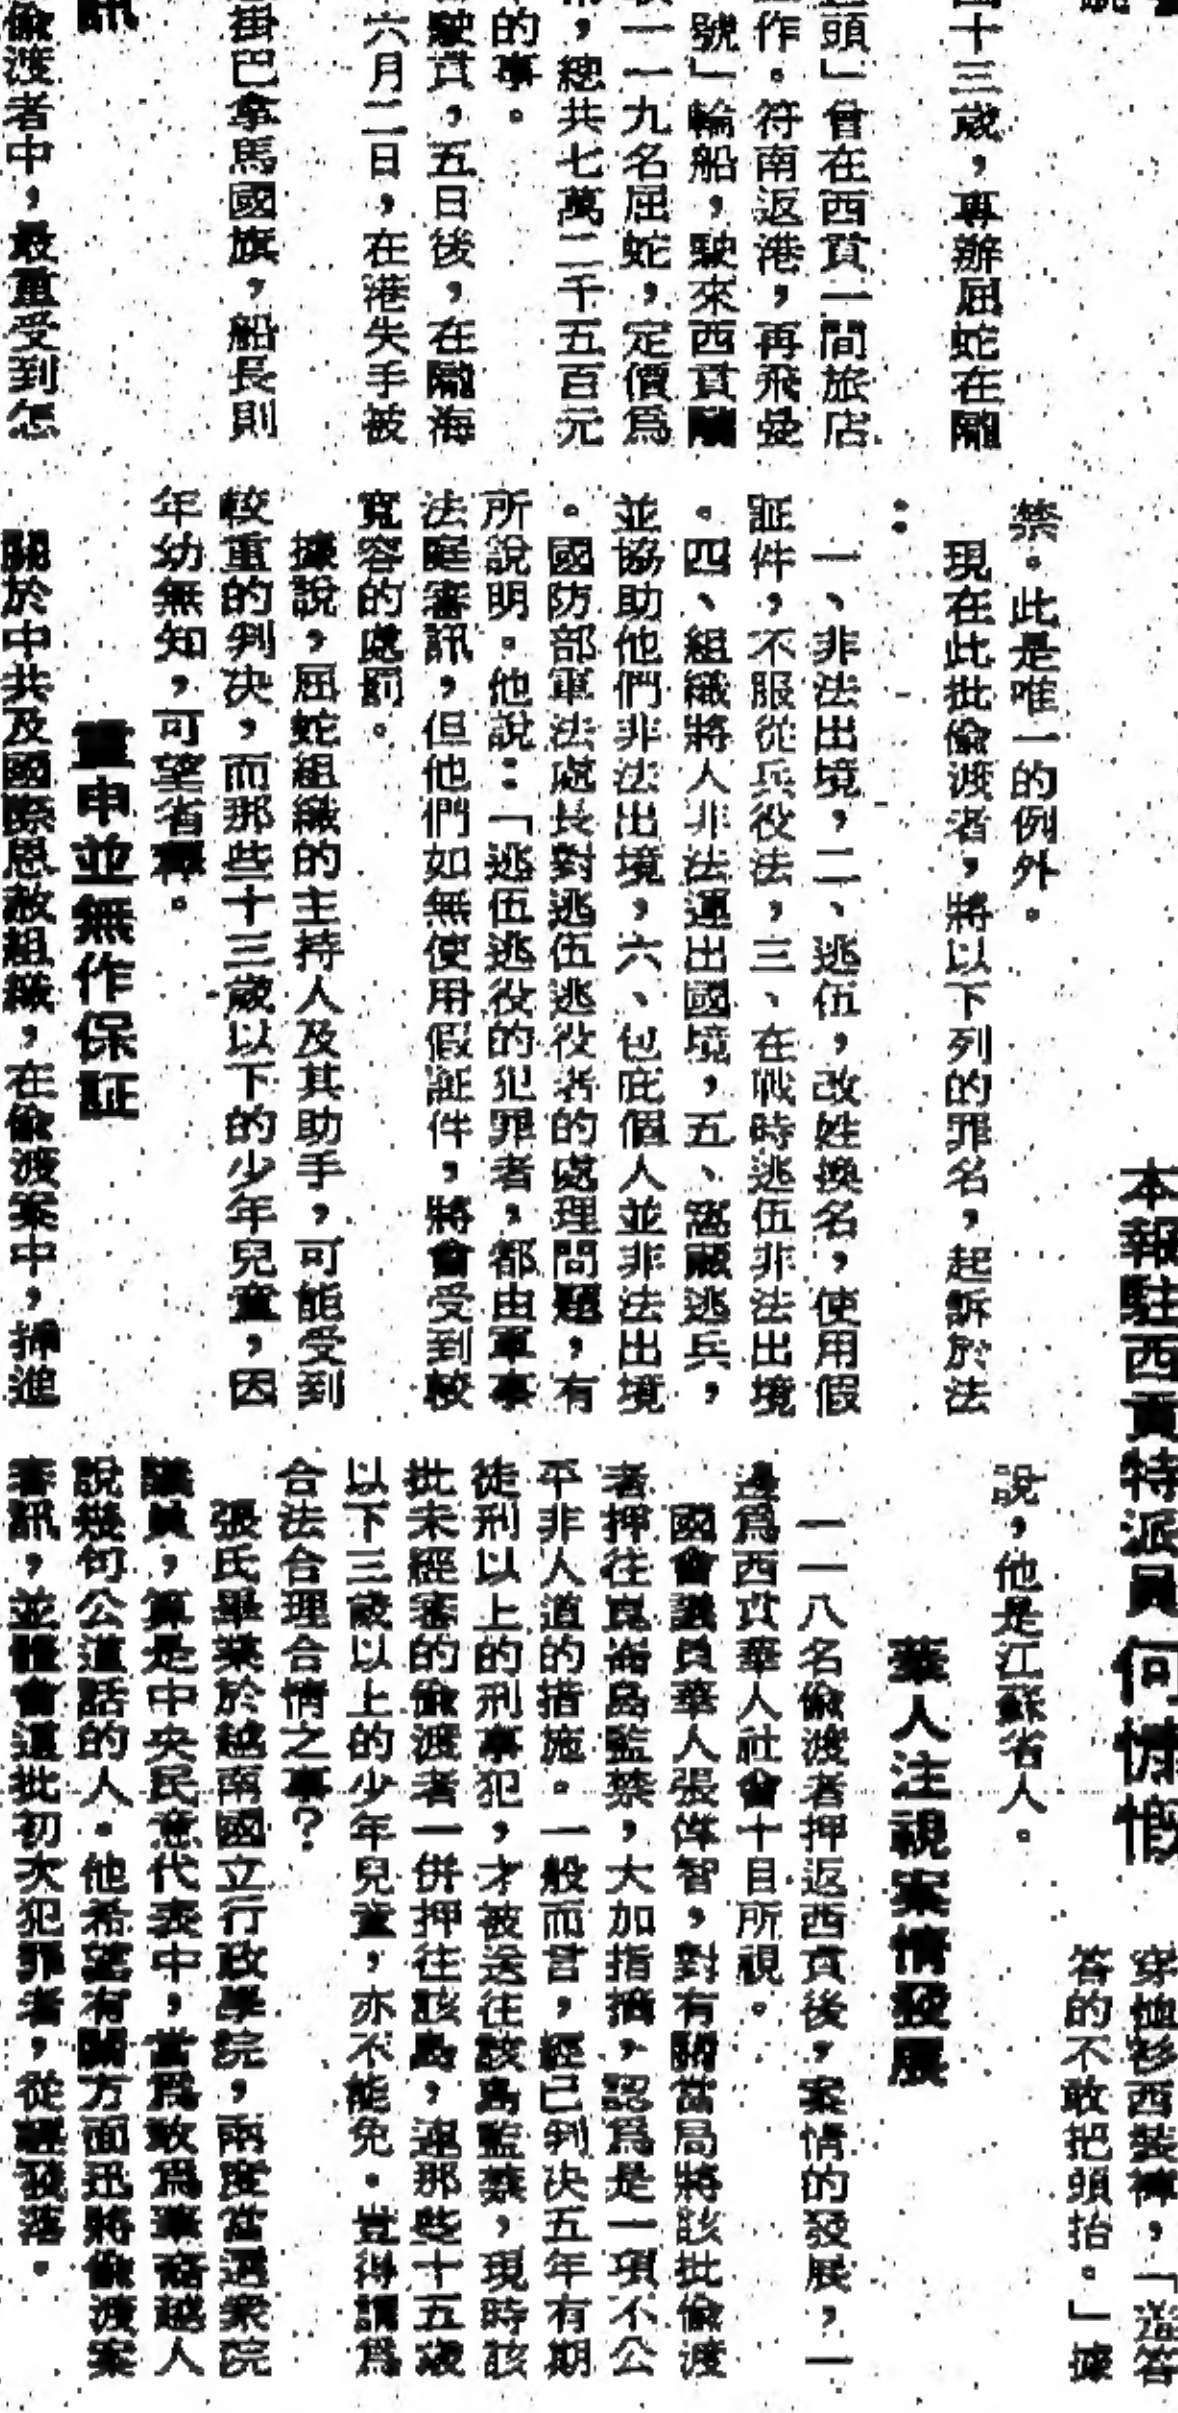 十三歲，專辦屈蛇在
頭」曾在西貢一間旅店
作。符南返港，再飛曼
號」輪船，駛來西貢
一一九名屈蛇，定價爲
，總共七萬二千五百元
的事。
駛貢，五日後，在海
六月二日，在港失手被
掛巴拿馬國旗，船長則
訊
偷渡者中，最重受到怎
本報駐西貢特派員 何慷慨
禁。此是唯一的例外。
現在此批偷渡者，將以下列的罪名，起訴於法
：
一、非法出境，二、逃伍，改姓換名，使用假
証件，不服從兵役法，三、在戰時逃伍非法出境
。四、組織將人非法運出國境，五、窩藏逃兵，
並協助他們非法出境，六、包庇個人並非法出境
。國防部軍法處長對逃伍逃役者的處理問題，有
所說明。他說：「逃伍逃役的犯罪者，都由軍事
法庭審訊，但他們如無使用假証件，將會受到較
寬容的處罰。
據說，屈蛇組織的主持人及其助手，可能受到
較重的判决，而那些十三歲以下的少年兒童，因
年幼無知，可望省釋。
重申並無作保証
關於中共及國際恩赦組織，在偷渡案中，插進
穿恤衫西裝褲，「答
答的不敢把頭抬。」據
說，他是江蘇省人。
華人注視案情發展
一一八名偷渡者押返西貢後，案情的發展，一
邊爲西貢華人社會十目所視。
國會議員華人張偉智，對有關當局將該批偷渡
者押往崑崙島監禁，大加指摘，認爲是一項不公
平非人道的措施。一般而言，經已判决五年有期
徒刑以上的刑事犯，才被送往該島監禁，現時該
批未經審的偷渡者一併押往該島，連那些十五歲
以下三歲以上的少年兒童，亦不能免。豈得謂爲
合法合理合情之事？
張氏畢業於越南國立行政學院，兩度當選衆院
議員，算是中央民意代表中，當爲敢爲華裔越人
說幾句公道話的人。他希望有關方面迅將偷渡案
審訊，並體會這批初次犯罪者，從輕發落。